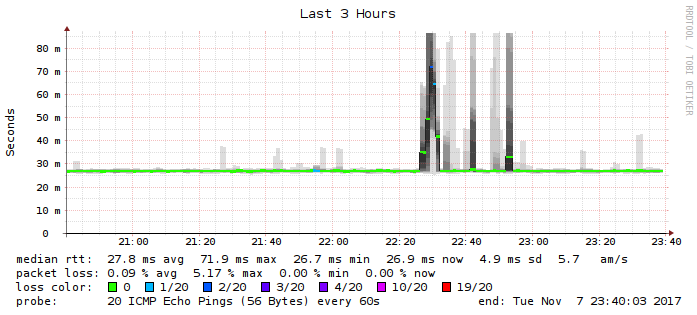 Last 3 Hours
RRDTOOL / TOBI OETIKER
Seconds
80 m
70 m
60 m
50 m
40 m
30 m
20 m
10 m
0
21:00 21:20 21:40 22:00 22:20 22:40 23:00 23:20 23:40
median rtt: 27.8 ms avg 71.9 ms max 26.7 ms min 26.9 ms now 4.9 ms sd 5.7 am/s
packet loss: 0.09 % avg 5.17 % max 0.00 % min 0.00 % now
loss color: 0 1/20 2/20 3/20 4/20 10/20 19/20
probe: 20 ICMP Echo Pings (56 Bytes) every 60s end: Tue Nov 7 23:40:03 2017